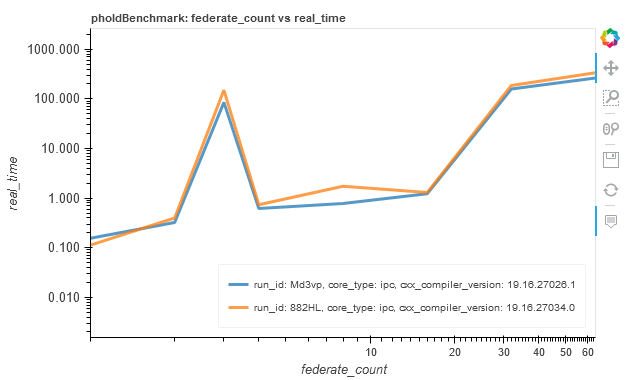 pholdBenchmark: federate_count vs real_time
1000.000
100.000
10.000
1.000
0.100
0.010
real_time
run_id: Md3vp, core_type: ipc, cxx_compiler_version: 19.16.27026.1
run_id: 882HL, core_type: ipc, cxx_compiler_version: 19.16.27034.0
10 20 30 40 50 60
federate_count